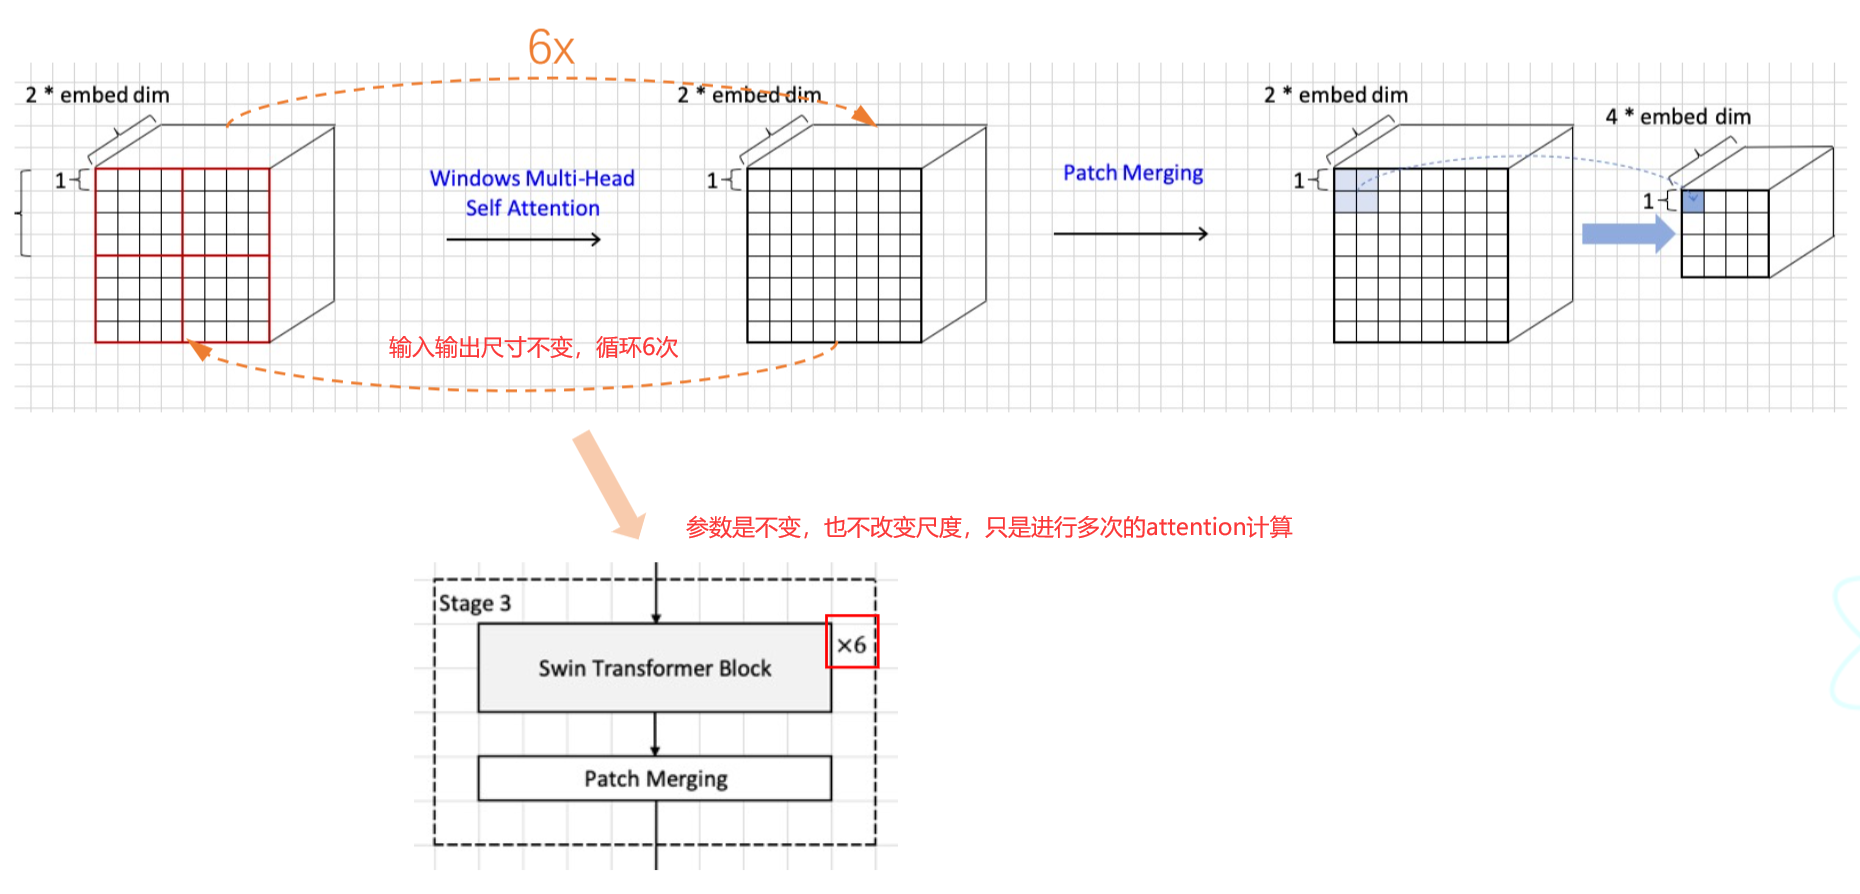 6x
2 * embed dim
2 * embed dim
2 * embed dim
4 * embed dim
1
Windows Multi-Head
Self Attention
1
Patch Merging
1
1
输入输出尺寸不变，循环6次
参数是不变，也不改变尺度，只是进行多次的attention计算
Stage 3
×6
Swin Transformer Block
Patch Merging